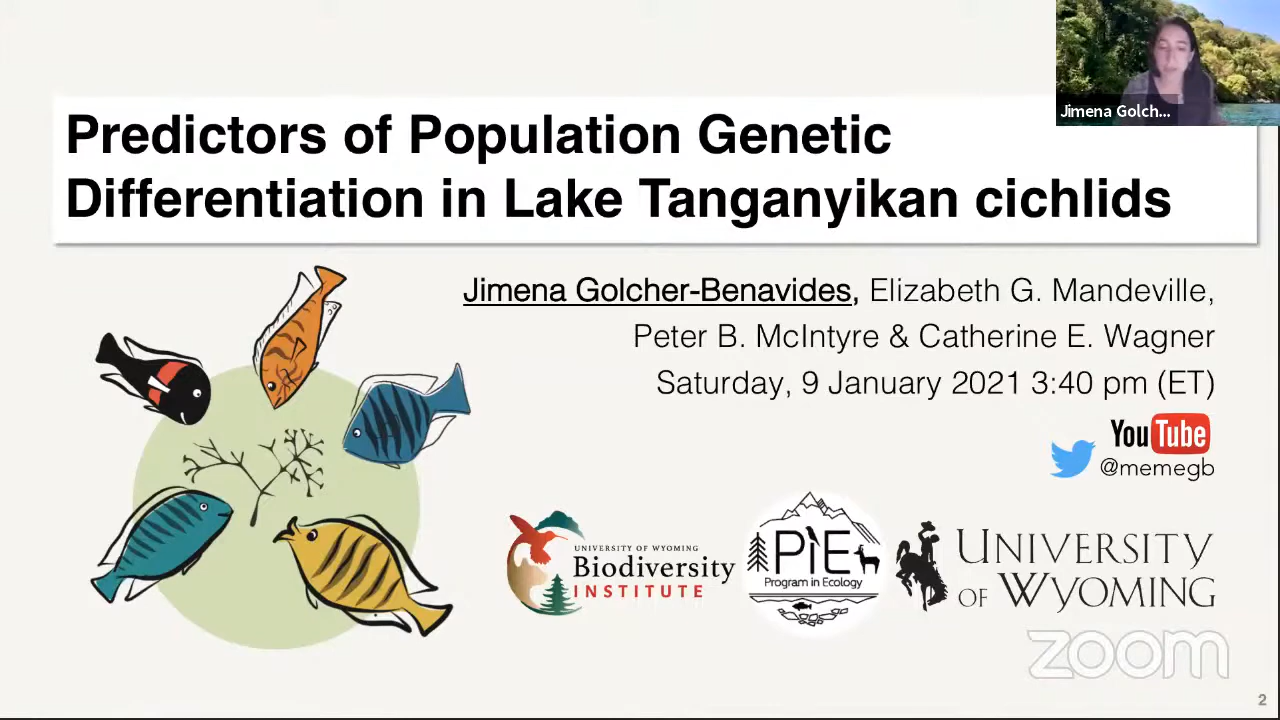 Jimena Golch...
Predictors of Population Genetic
Differentiation in Lake Tanganyikan cichlids
Jimena Golcher-Benavides, Elizabeth G. Mandeville,
Peter B. McIntyre & Catherine E. Wagner
Saturday, 9 January 2021 3:40 pm (ET)
YouTube
@memegb
UNIVERSITY OF WYOMING
Biodiversity
INSTITUTE
PiE
Program in Ecology
UNIVERSITY
OF WYOMING
zoom
2